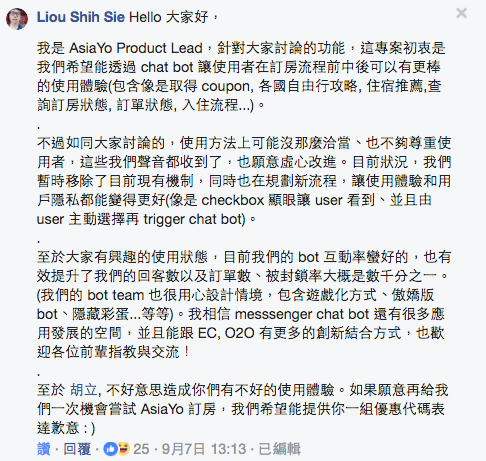 Liou Shih Sie Hello 大家好，
我是 AsiaYo Product Lead，針對大家討論的功能，這專案初衷是
我們希望能透過 chat bot 讓使用者在訂房流程前中後可以有更棒
的使用體驗(包含像是取得 coupon, 各國自由行攻略, 住宿推薦,查
詢訂房狀態, 訂單狀態, 入住流程...)。
.
不過如同大家討論的，使用方法上可能沒那麼洽當、也不夠尊重使
用者，這些我們聲音都收到了，也願意虛心改進。目前狀況，我們
暫時移除了目前現有機制，同時也在規劃新流程，讓使用體驗和用
戶隱私都能變得更好(像是 checkbox 顯眼讓 user 看到、並且由
user 主動選擇再 trigger chat bot)。
.
至於大家有興趣的使用狀態，目前我們的 bot 互動率蠻好的，也有
效提升了我們的回客數以及訂單數、被封鎖率大概是數千分之一。
(我們的 bot team 也很用心設計情境，包含遊戲化方式、傲嬌版
bot、隱藏彩蛋...等等)。我相信 messsenger chat bot 還有很多應
用發展的空間，並且能跟 EC, O2O 有更多的創新結合方式，也歡
迎各位前輩指教與交流！
.
至於 胡立, 不好意思造成你們有不好的使用體驗。如果願意再給我
們一次機會嘗試 AsiaYo 訂房，我們希望能提供你一組優惠代碼表
達歉意 : )
讚 · 回覆 · 25 · 9月7日 13:13 · 已編輯